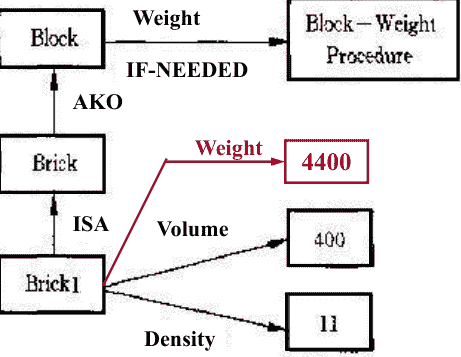 Weight
Block
Block-Weight
Procedure
IF-NEEDED
AKO
Brick
Weight
4400
ISA
Volume
400
Brick1
11
Density